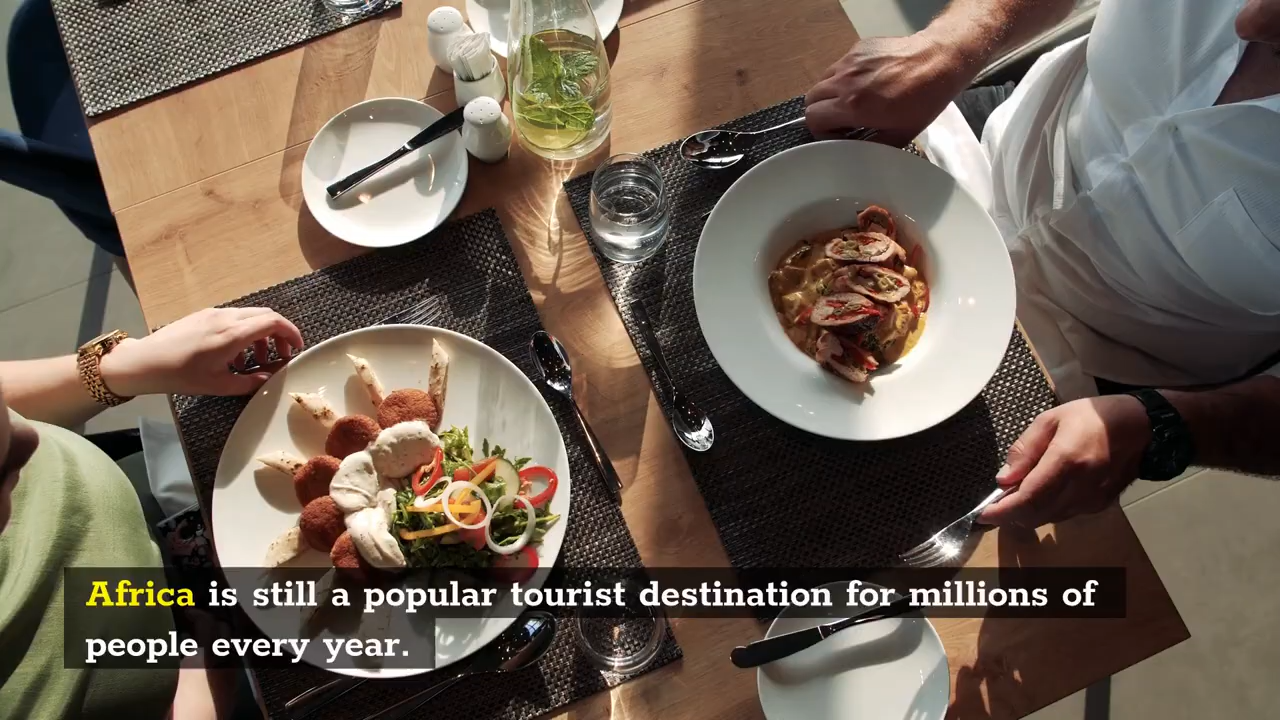 Africa is still a popular tourist destination for millions of
people every year.